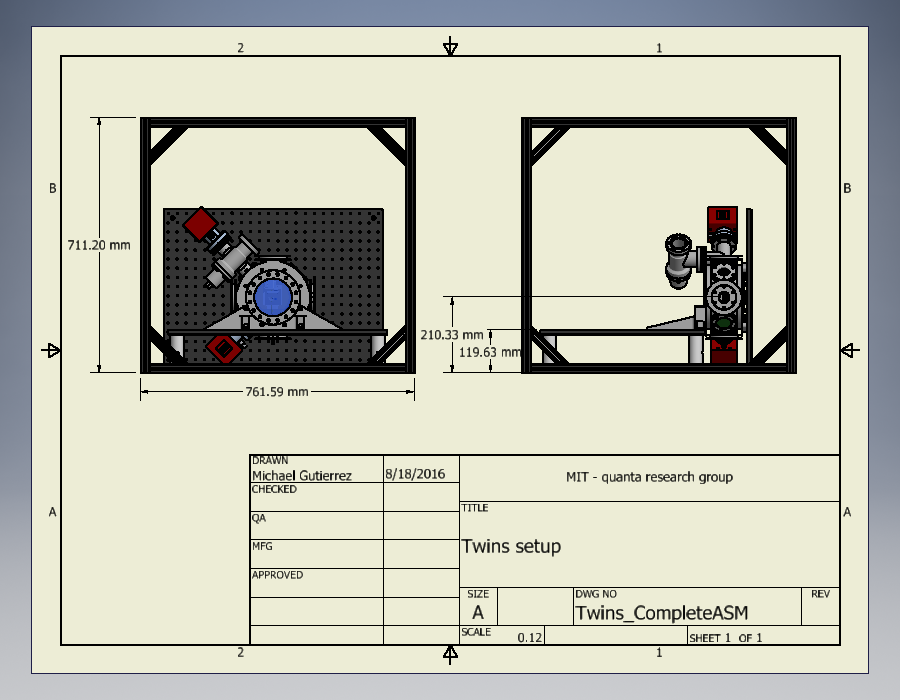 2 1
B B
711.20 mm
210.33 mm
119.63 mm
761.59 mm
DRAWN
Michael Gutierrez 8/18/2016
MIT - quanta research group
CHECKED
TITLE
QA
MFG
Twins setup
APPROVED
A A
SIZE DWG NO REV
A Twins_CompleteASM
SCALE 0.12 SHEET 1 OF 1
2 1